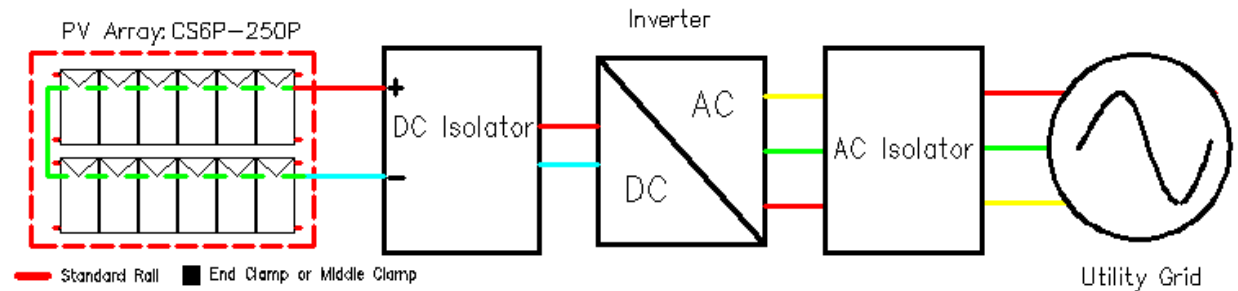 Inverter
PV Array: CS6P-250P
+
DC Isolator
-
AC
DC
AC Isolator
Utility Grid
Standard Rail
End Clamp or Middle Clamp